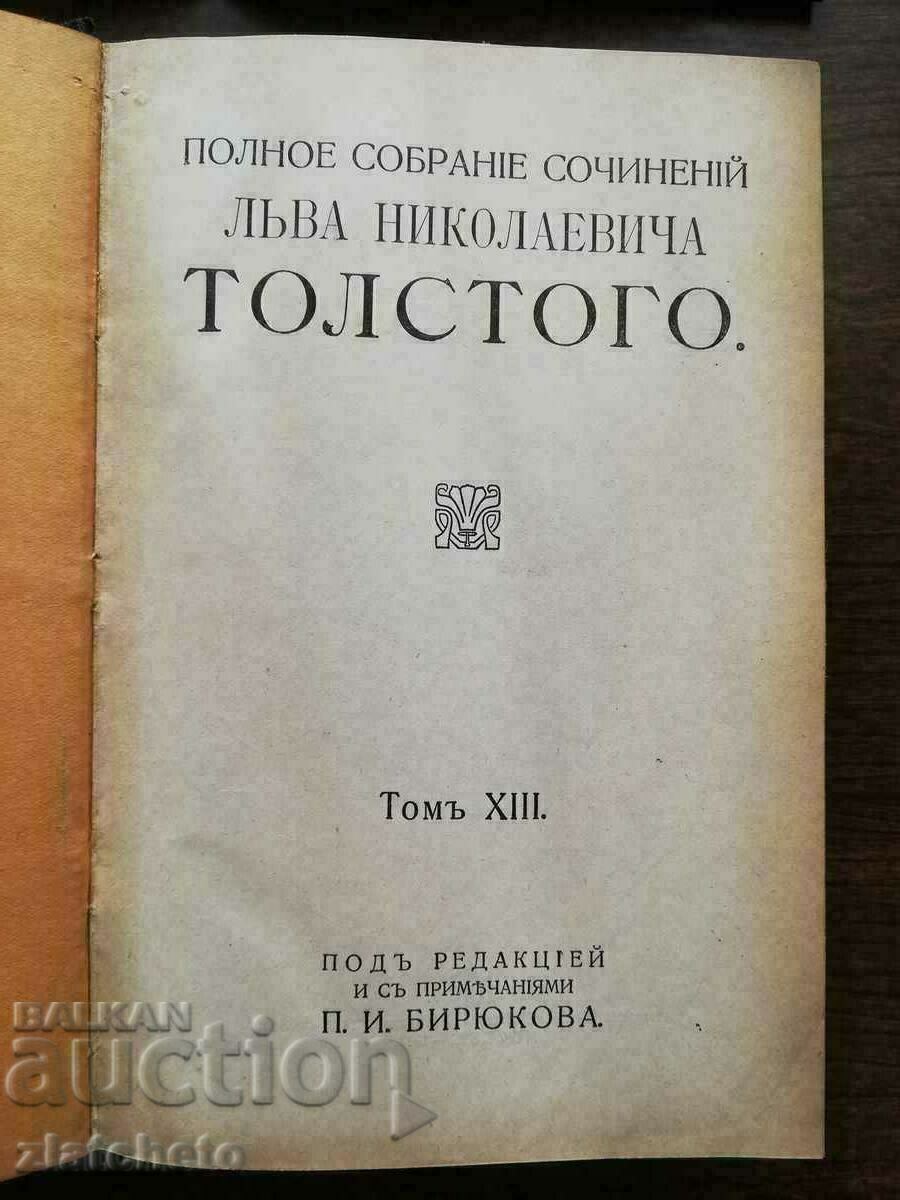 ПОЛНОЕ СОБРАНІЕ СОЧИНЕНІЙ
ЛЬВА НИКОЛАЕВИЧА
ТОЛСТОГО.
Томъ XIII.
ПОДЪ РЕДАКЦІЕЙ
И СЪ ПРИМѢЧАНІЯМИ
П. И. БИРЮКОВА.
BALKAN
auction
zlatcheto